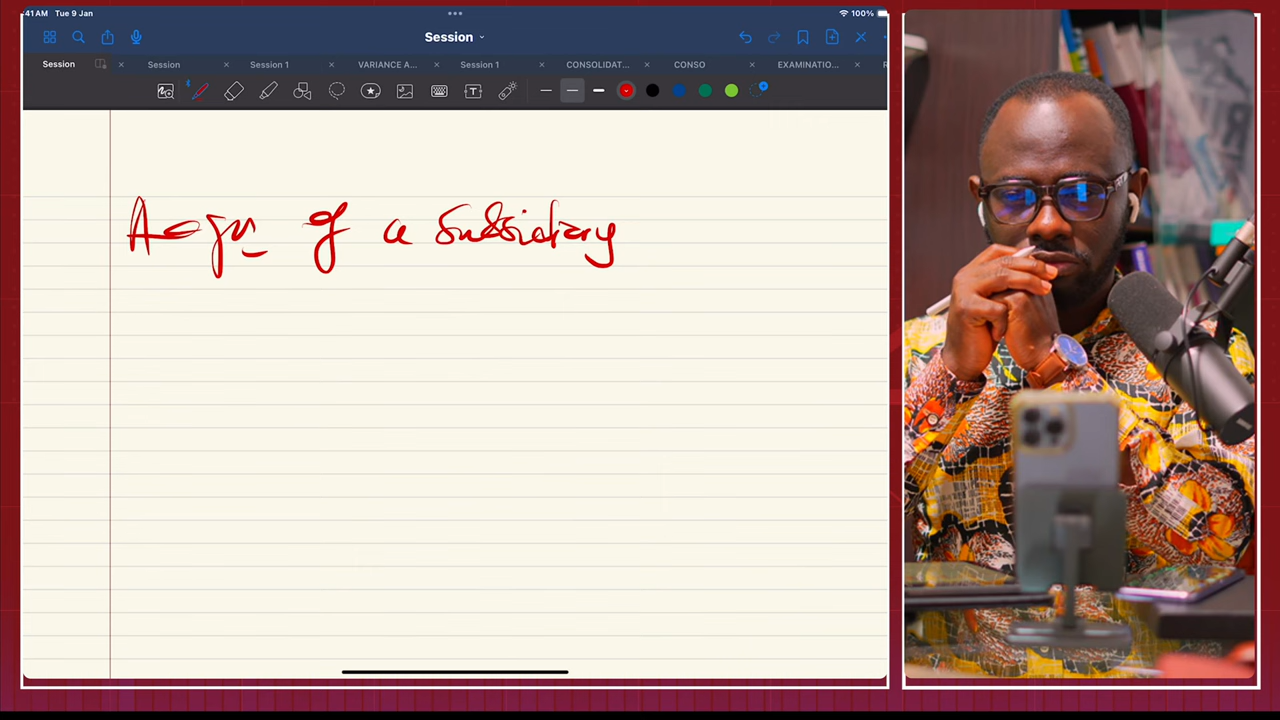 41 AM Tue 9 Jan
100%
Session
Session
Session
Session 1
VARIANCE A...
Session 1
CONSOLIDAT...
CONSO
EXAMINATIO...
T
of a Subsidiary